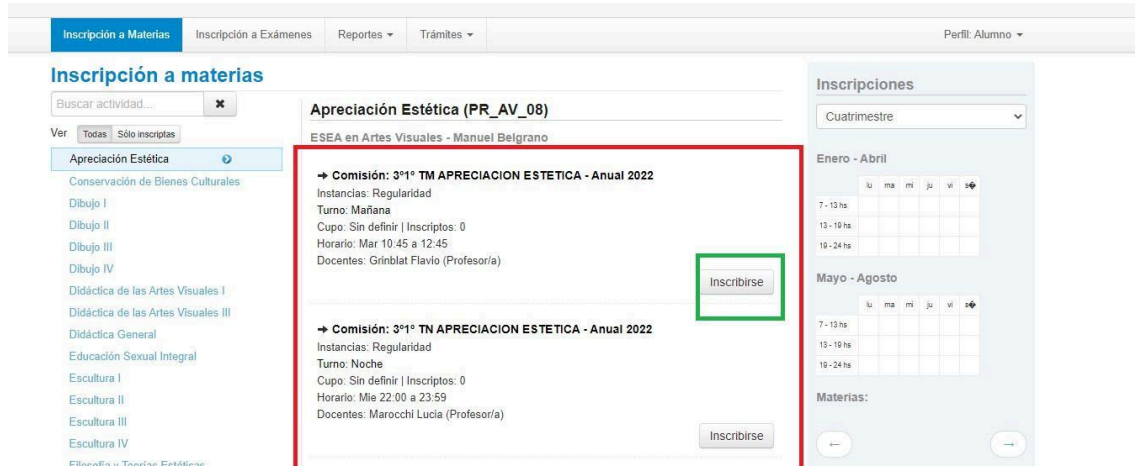 Inscripción a Materias Inscripción a Exámenes Reportes Trámites Perfil: Alumno
Inscripción a materias
Buscar actividad...
Ver Todas Sólo inscriptas
Apreciación Estética
Conservación de Bienes Culturales
Dibujo I
Dibujo II
Dibujo III
Dibujo IV
Didáctica de las Artes Visuales I
Didáctica de las Artes Visuales III
Didáctica General
Educación Sexual Integral
Escultura I
Escultura II
Escultura III
Escultura IV
Filosofía y Teorías Estéticas
Apreciación Estética (PR_AV_08)
ESEA en Artes Visuales - Manuel Belgrano
➔ Comisión: 3º1º TM APRECIACION ESTETICA - Anual 2022
Instancias: Regularidad
Turno: Mañana
Cupo: Sin definir | Inscriptos: 0
Horario: Mar 10:45 a 12:45
Docentes: Grinblat Flavio (Profesor/a)
Inscribirse
➔ Comisión: 3º1º TN APRECIACION ESTETICA - Anual 2022
Instancias: Regularidad
Turno: Noche
Cupo: Sin definir | Inscriptos: 0
Horario: Mie 22:00 a 23:59
Docentes: Marocchi Lucia (Profesor/a)
Inscribirse
Inscripciones
Cuatrimestre
Enero - Abril
lu ma mi ju vi s�
7 - 13 hs
13 - 19 hs
19 - 24 hs
Mayo - Agosto
lu ma mi ju vi s�
7 - 13 hs
13 - 19 hs
19 - 24 hs
Materias:
← →